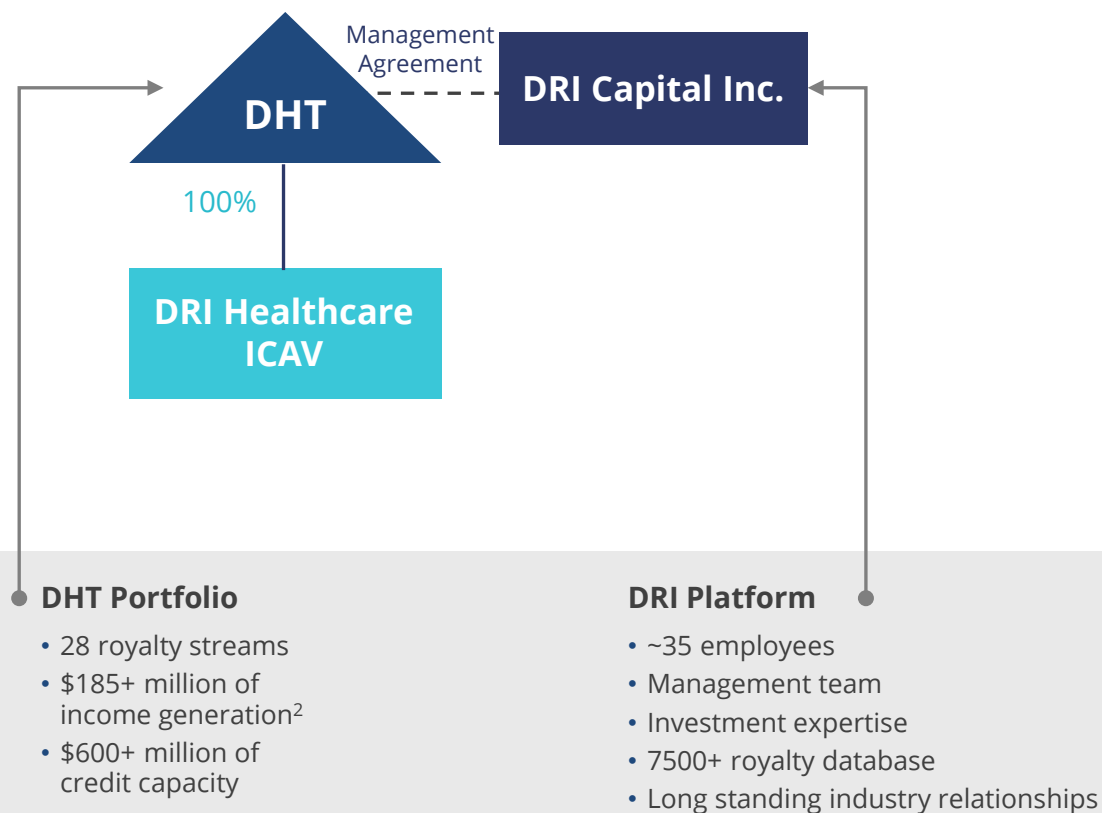 Management
Agreement
DHT
DRI Capital Inc.
100%
DRI Healthcare
ICAV
DHT Portfolio
• 28 royalty streams
• $185+ million of
income generation²
• $600+ million of
credit capacity
DRI Platform
• ~35 employees
• Management team
• Investment expertise
• 7500+ royalty database
• Long standing industry relationships